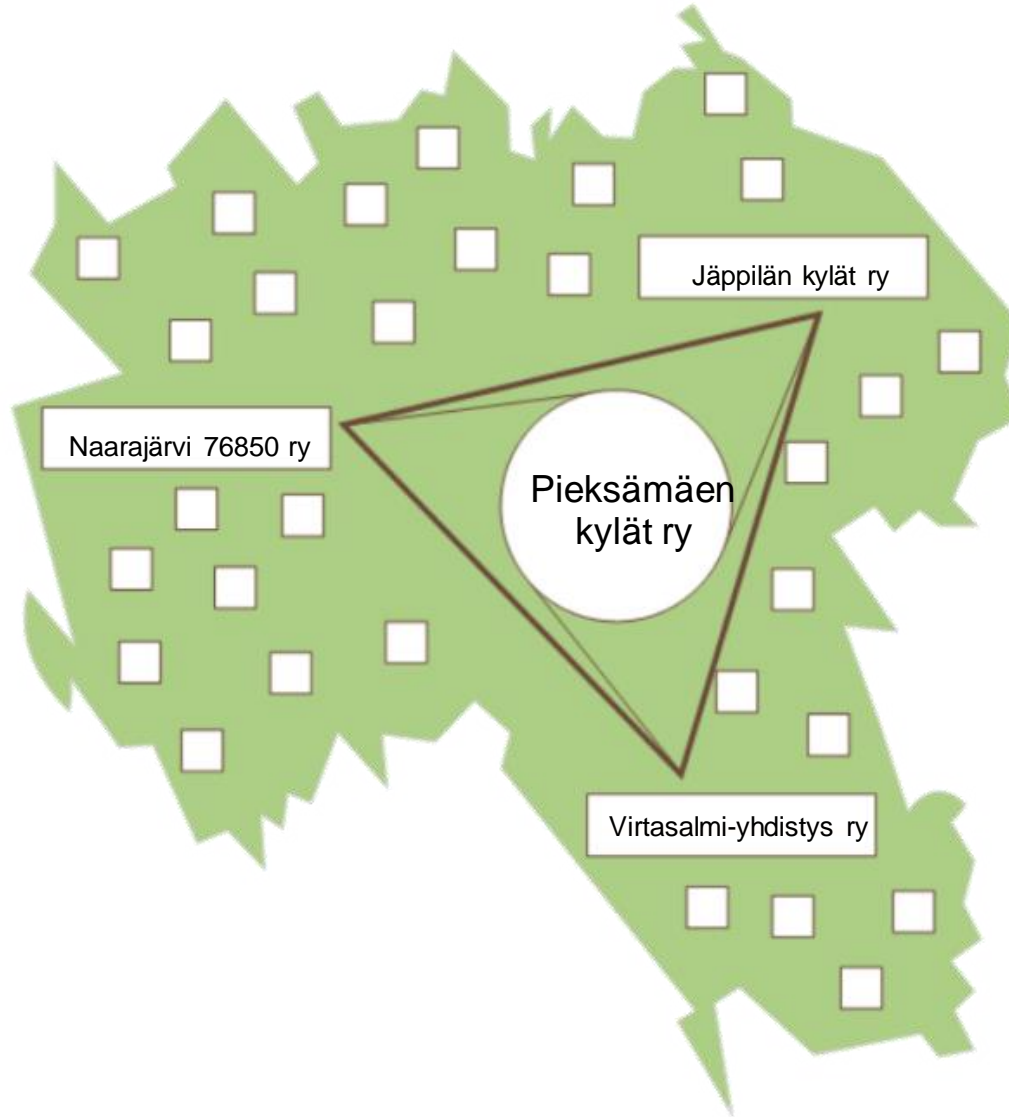 Jäppilän kylät ry
Naarajärvi 76850 ry
Pieksämäen
kylät ry
Virtasalmi-yhdistys ry